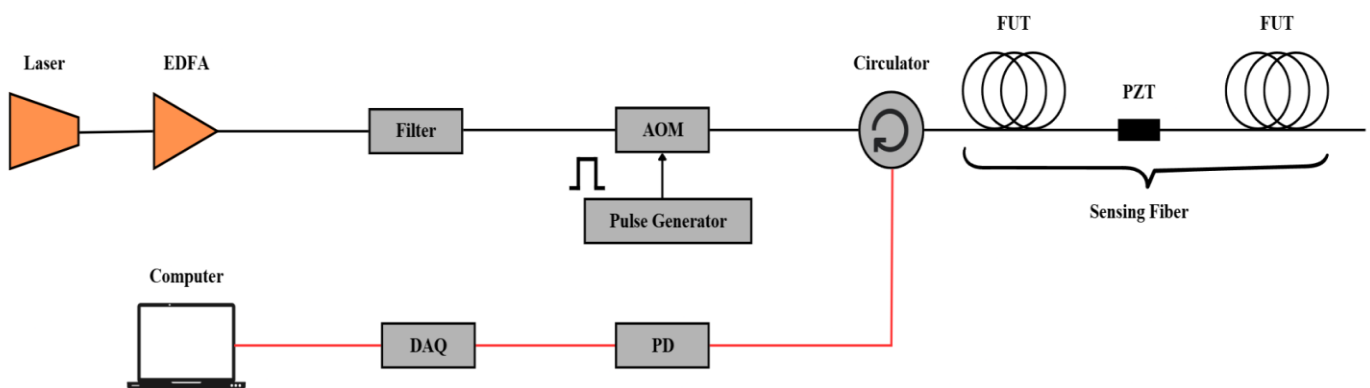 FUT
FUT
Laser
EDFA
Circulator
PZT
Filter
AOM
Pulse Generator
Sensing Fiber
Computer
DAQ
PD